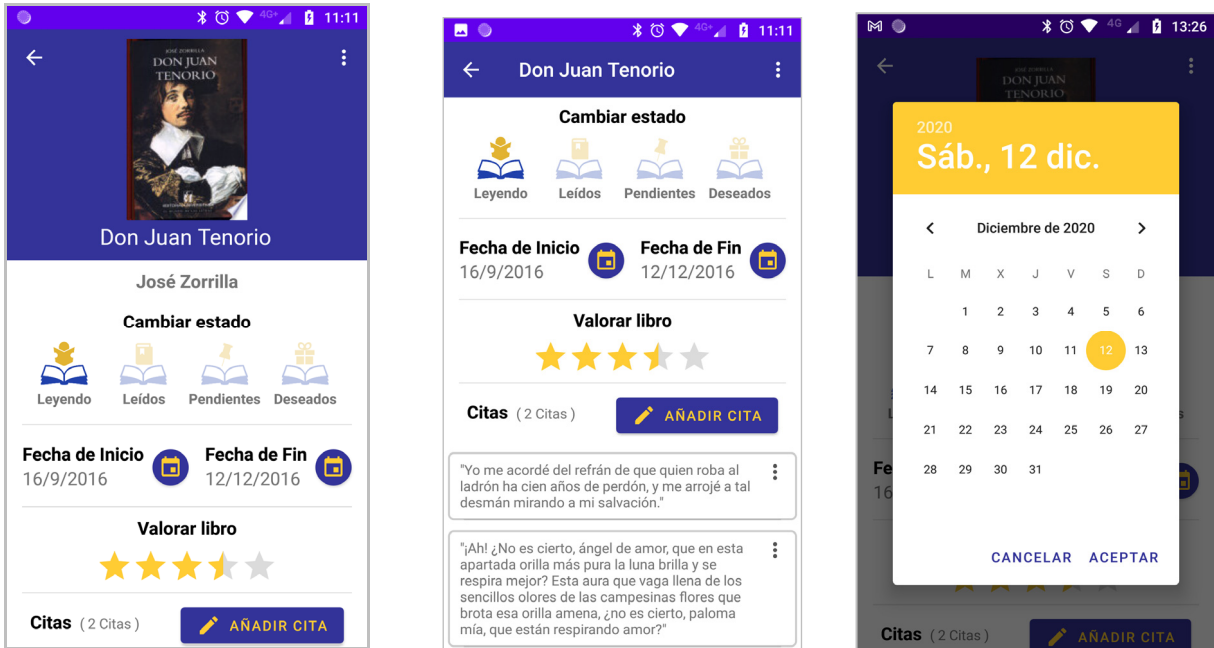 4G+ 11:11
JOSÉ ZORRILLA
DON JUAN
TENORIO
Don Juan Tenorio
José Zorrilla
Cambiar estado
Leyendo Leídos Pendientes Deseados
Fecha de Inicio Fecha de Fin
16/9/2016 12/12/2016
Valorar libro
Citas ( 2 Citas ) AÑADIR CITA
4G+ 11:11
Don Juan Tenorio
Cambiar estado
Leyendo Leídos Pendientes Deseados
Fecha de Inicio Fecha de Fin
16/9/2016 12/12/2016
Valorar libro
Citas ( 2 Citas ) AÑADIR CITA
"Yo me acordé del refrán de que quien roba al
ladrón ha cien años de perdón, y me arrojé a tal
desmán mirando a mi salvación."
"¡Ah! ¿No es cierto, ángel de amor, que en esta
apartada orilla más pura la luna brilla y se
respira mejor? Esta aura que vaga llena de los
sencillos olores de las campesinas flores que
brota esa orilla amena, ¿no es cierto, paloma
mía, que están respirando amor?"
4G 13:26
JOSÉ ZORRILLA
DON JUAN
TENORIO
2020
Sáb., 12 dic.
Diciembre de 2020
L M X J V S D
1 2 3 4 5 6
7 8 9 10 11 12 13
14 15 16 17 18 19 20
21 22 23 24 25 26 27
28 29 30 31
CANCELAR ACEPTAR
Fe
16
Citas ( 2 Citas ) AÑADIR CITA